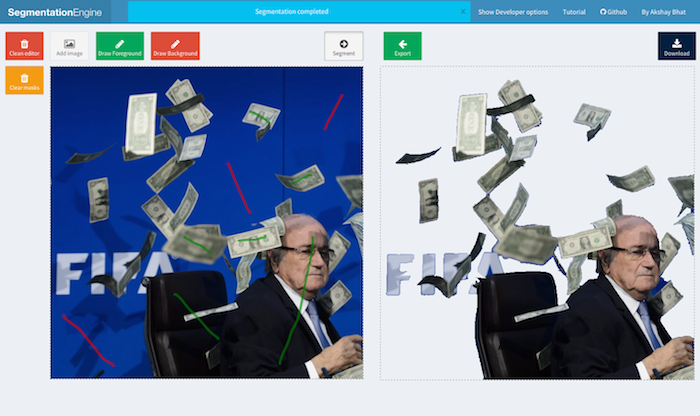 SegmentationEngine
Segmentation completed
x
Show Developer options
Tutorial
Github
By Akshay Bhat
Clean editor
Add image
Draw Foreground
Draw Background
Segment
Export
Download
Clear masks
FIFA
FIFA